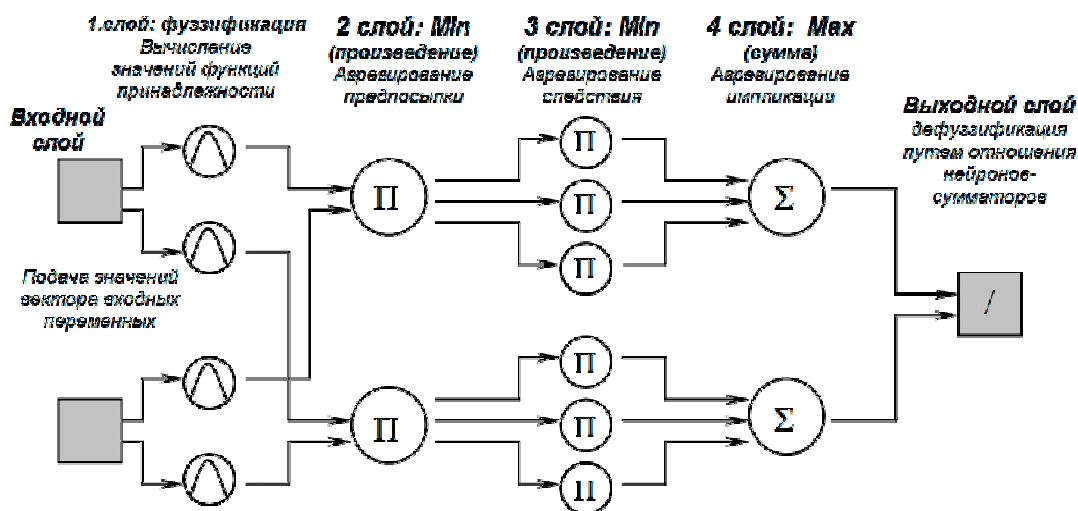 1.слой: фуззификация
Вычисление
значений функций
принадлежности
2 слой: Min
(произведение)
Агрегирование
предпосылки
3 слой: Min
(произведение)
Агрегирование
следствия
4 слой: Max
(сумма)
Агрегирование
импликации
Входной
слой
Выходной слой
дефуззификация
путем отношения
нейронов-
сумматоров
Подача значений
вектора входных
переменных
П
П
П
П
Σ
/
П
П
П
П
Σ